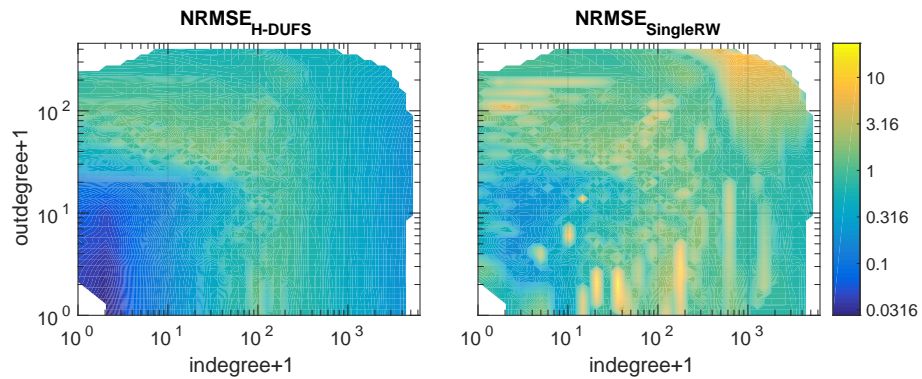 NRMSE_H-DUFS
NRMSE_SingleRW
outdegree+1
10^2
10^1
10^0
10^0 10^1 10^2 10^3
indegree+1
10^0 10^1 10^2 10^3
indegree+1
10
3.16
1
0.316
0.1
0.0316